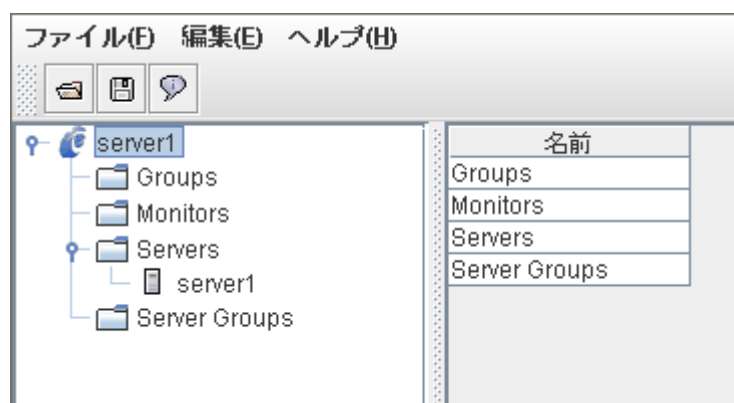 ファイル(F) 編集(E) ヘルプ(H)
server1
Groups
Monitors
Servers
server1
Server Groups
名前
Groups
Monitors
Servers
Server Groups